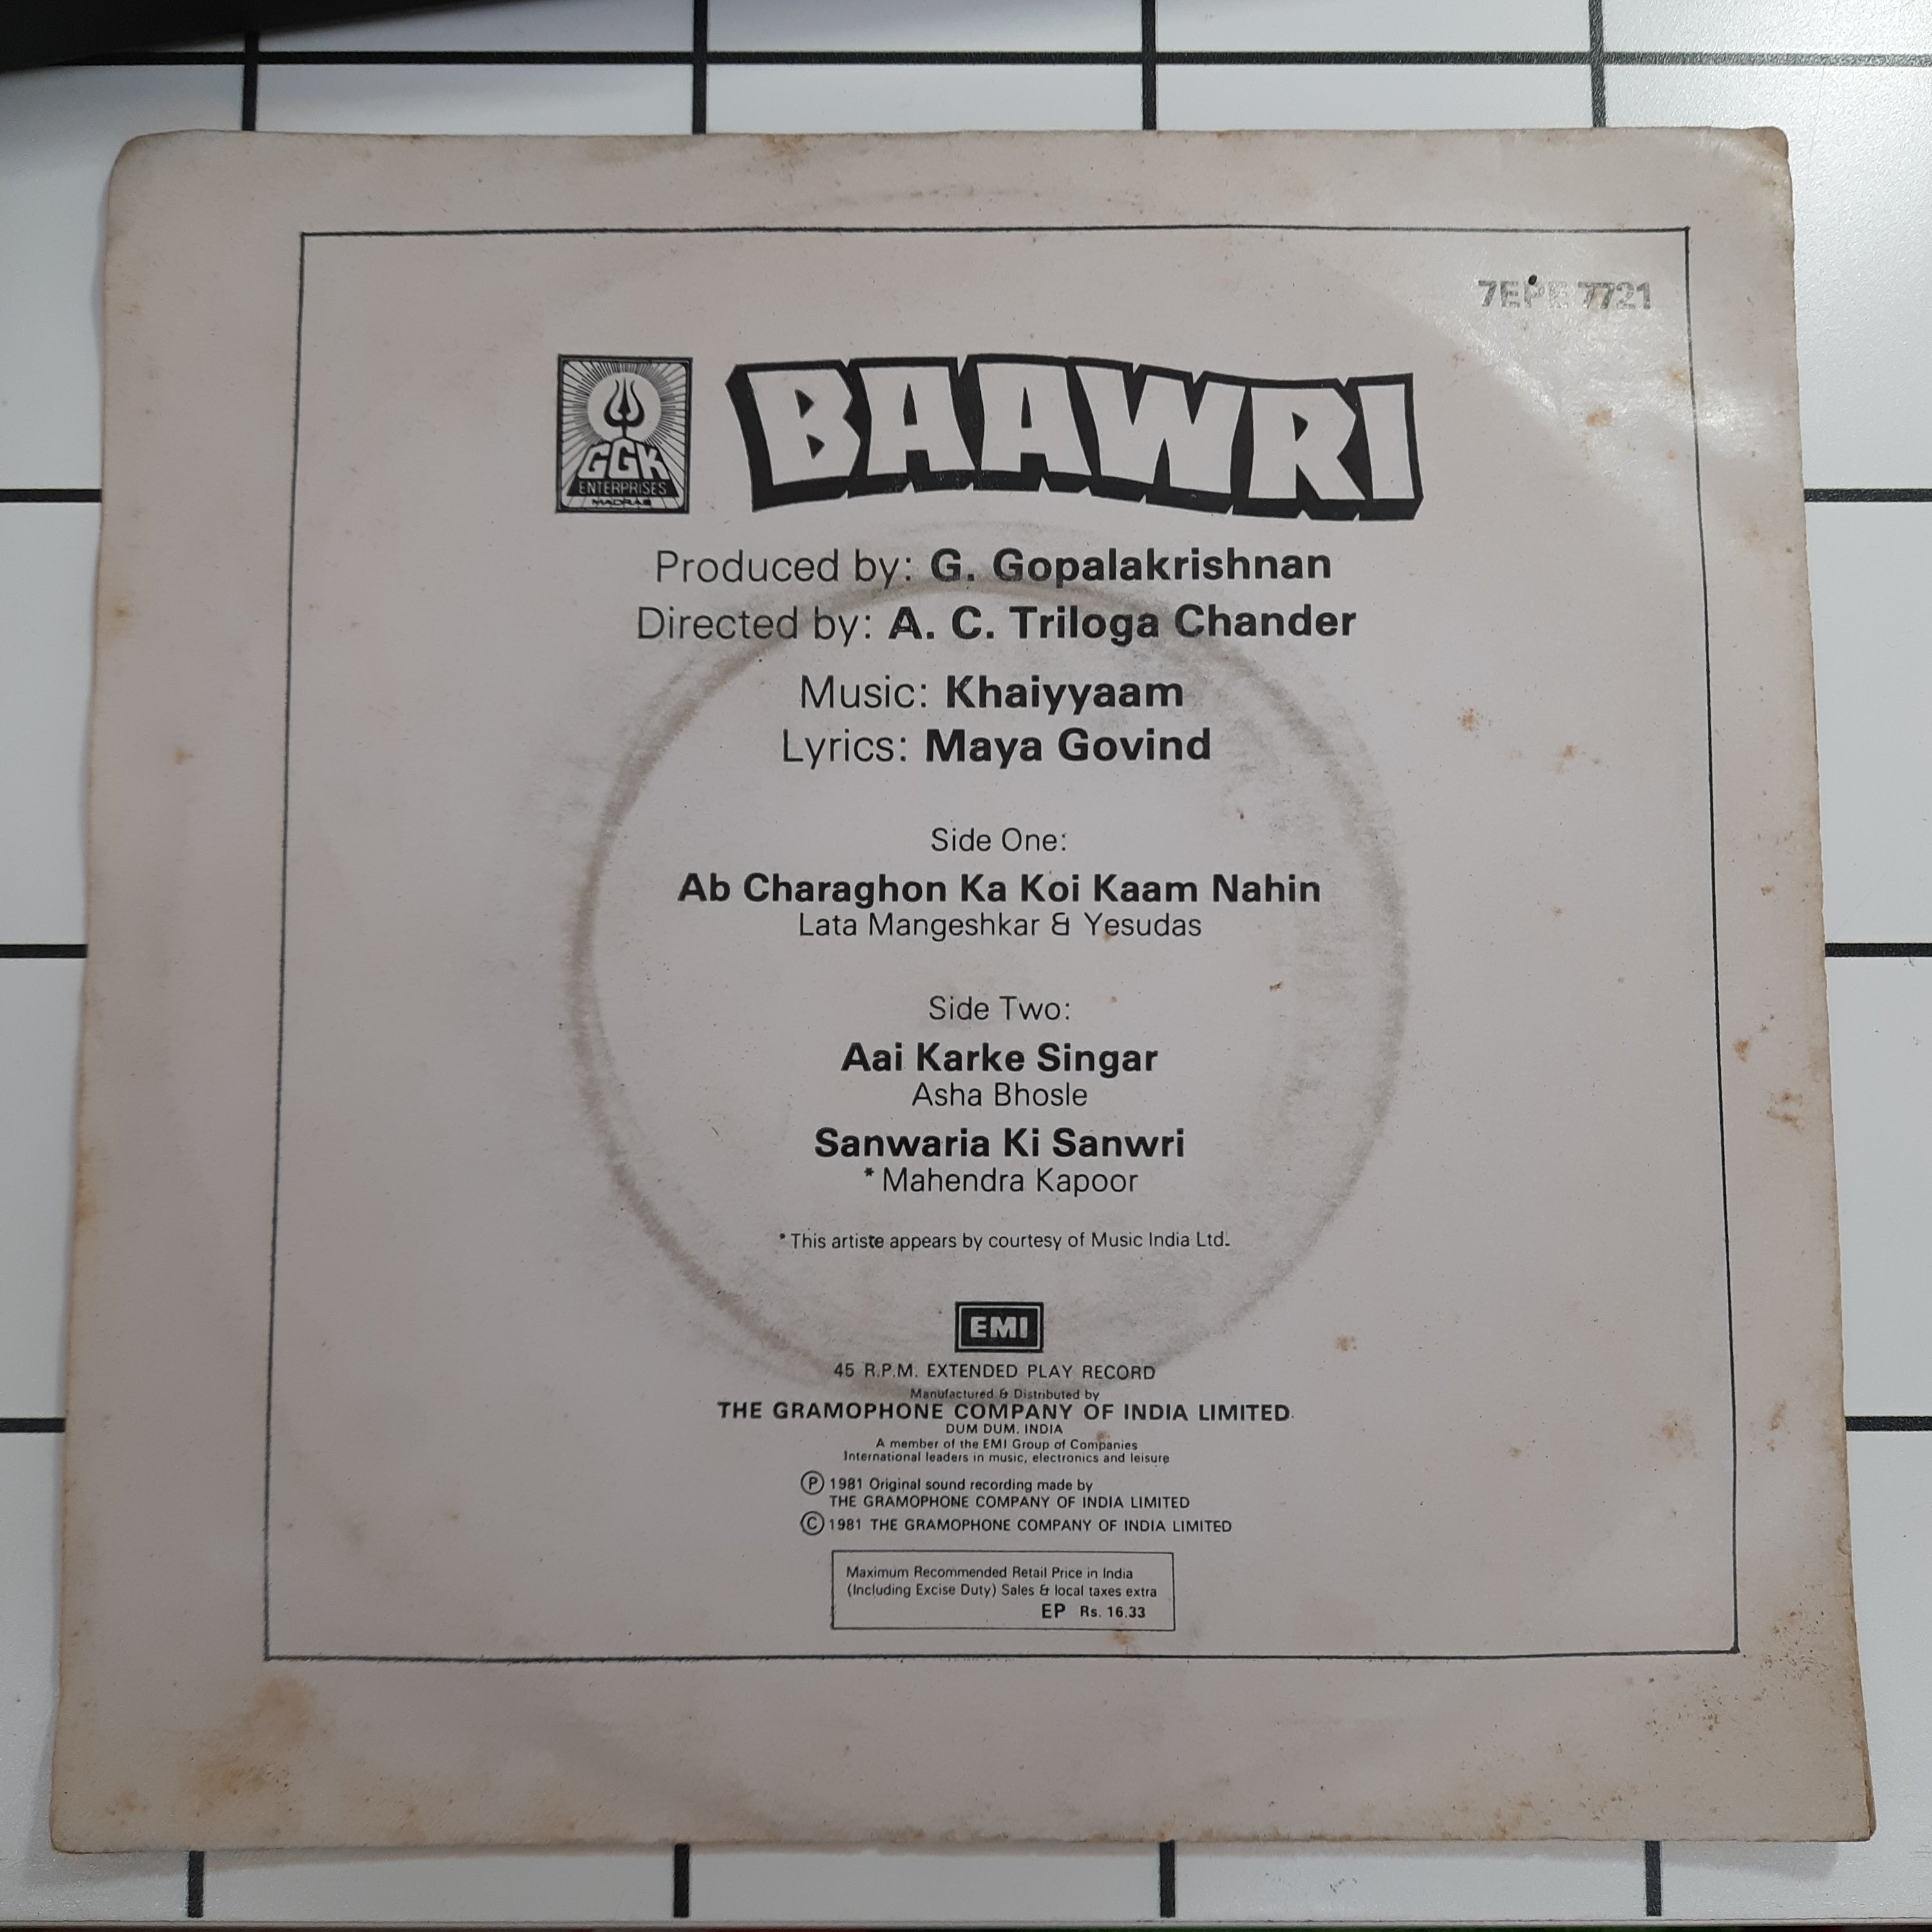 7EPE 7721
GGK
ENTERPRISES
MADRAS
BAAWRI
Produced by: G. Gopalakrishnan
Directed by: A. C. Triloga Chander
Music: Khaiyyaam
Lyrics: Maya Govind
Side One:
Ab Charaghon Ka Koi Kaam Nahin
Lata Mangeshkar & Yesudas
Side Two:
Aai Karke Singar
Asha Bhosle
Sanwaria Ki Sanwri
* Mahendra Kapoor
* This artiste appears by courtesy of Music India Ltd.
EMI
45 R.P.M. EXTENDED PLAY RECORD
Manufactured & Distributed by
THE GRAMOPHONE COMPANY OF INDIA LIMITED
DUM DUM. INDIA
A member of the EMI Group of Companies
International leaders in music, electronics and leisure
Ⓟ 1981 Original sound recording made by
THE GRAMOPHONE COMPANY OF INDIA LIMITED
© 1981 THE GRAMOPHONE COMPANY OF INDIA LIMITED
Maximum Recommended Retail Price in India
(Including Excise Duty) Sales & local taxes extra
EP Rs. 16.33